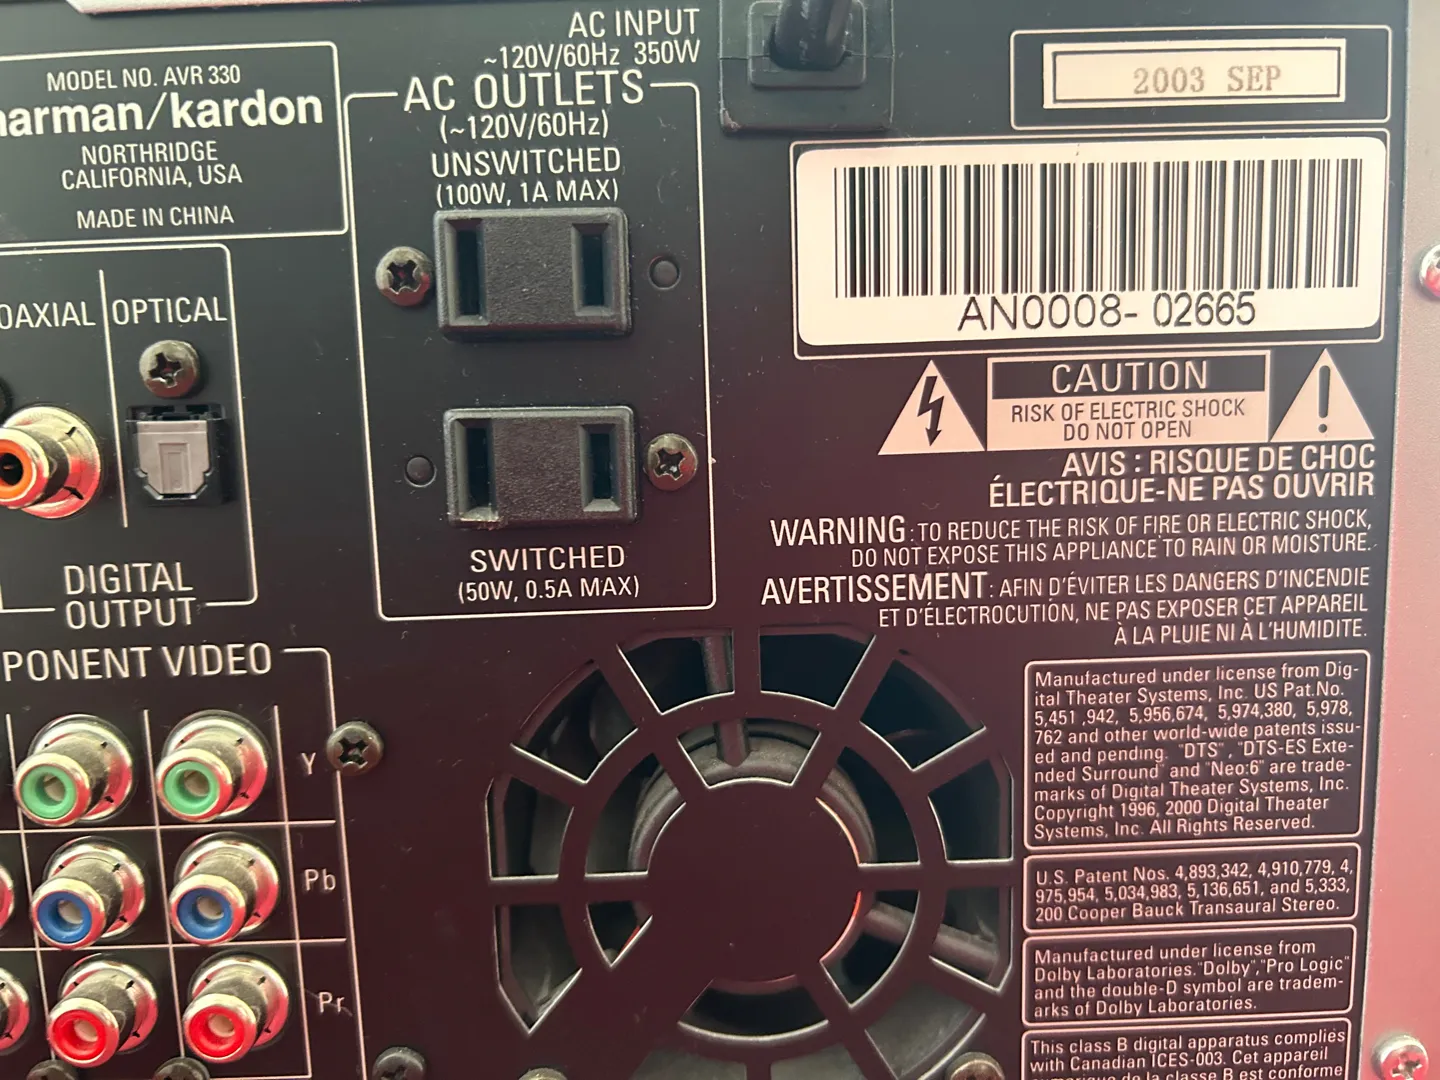 MODEL NO. AVR 330
harman/kardon
NORTHRIDGE
CALIFORNIA, USA
MADE IN CHINA
AC INPUT
~120V/60Hz 350W
AC OUTLETS
(~120V/60Hz)
UNSWITCHED
(100W, 1A MAX)
SWITCHED
(50W, 0.5A MAX)
2003 SEP
AN0008- 02665
CAUTION
RISK OF ELECTRIC SHOCK
DO NOT OPEN
AVIS : RISQUE DE CHOC
ÉLECTRIQUE-NE PAS OUVRIR
WARNING : TO REDUCE THE RISK OF FIRE OR ELECTRIC SHOCK,
DO NOT EXPOSE THIS APPLIANCE TO RAIN OR MOISTURE.
AVERTISSEMENT : AFIN D'ÉVITER LES DANGERS D'INCENDIE
ET D'ÉLECTROCUTION, NE PAS EXPOSER CET APPAREIL
À LA PLUIE NI À L'HUMIDITE.
OAXIAL
OPTICAL
DIGITAL
OUTPUT
PONENT VIDEO
Y
Pb
Pr
Manufactured under license from Dig-
ital Theater Systems, Inc. US Pat.No.
5,451 ,942, 5,956,674, 5,974,380, 5,978,
762 and other world-wide patents issu-
ed and pending. "DTS", "DTS-ES Exte-
nded Surround" and "Neo:6" are trade-
marks of Digital Theater Systems, Inc.
Copyright 1996, 2000 Digital Theater
Systems, Inc. All Rights Reserved.
U.S. Patent Nos. 4,893,342, 4,910,779, 4,
975,954, 5,034,983, 5,136,651, and 5,333,
200 Cooper Bauck Transaural Stereo.
Manufactured under license from
Dolby Laboratories."Dolby","Pro Logic"
and the double-D symbol are tradem-
arks of Dolby Laboratories.
This class B digital apparatus complies
with Canadian ICES-003. Cet appareil
numérique de la classe B est conforme